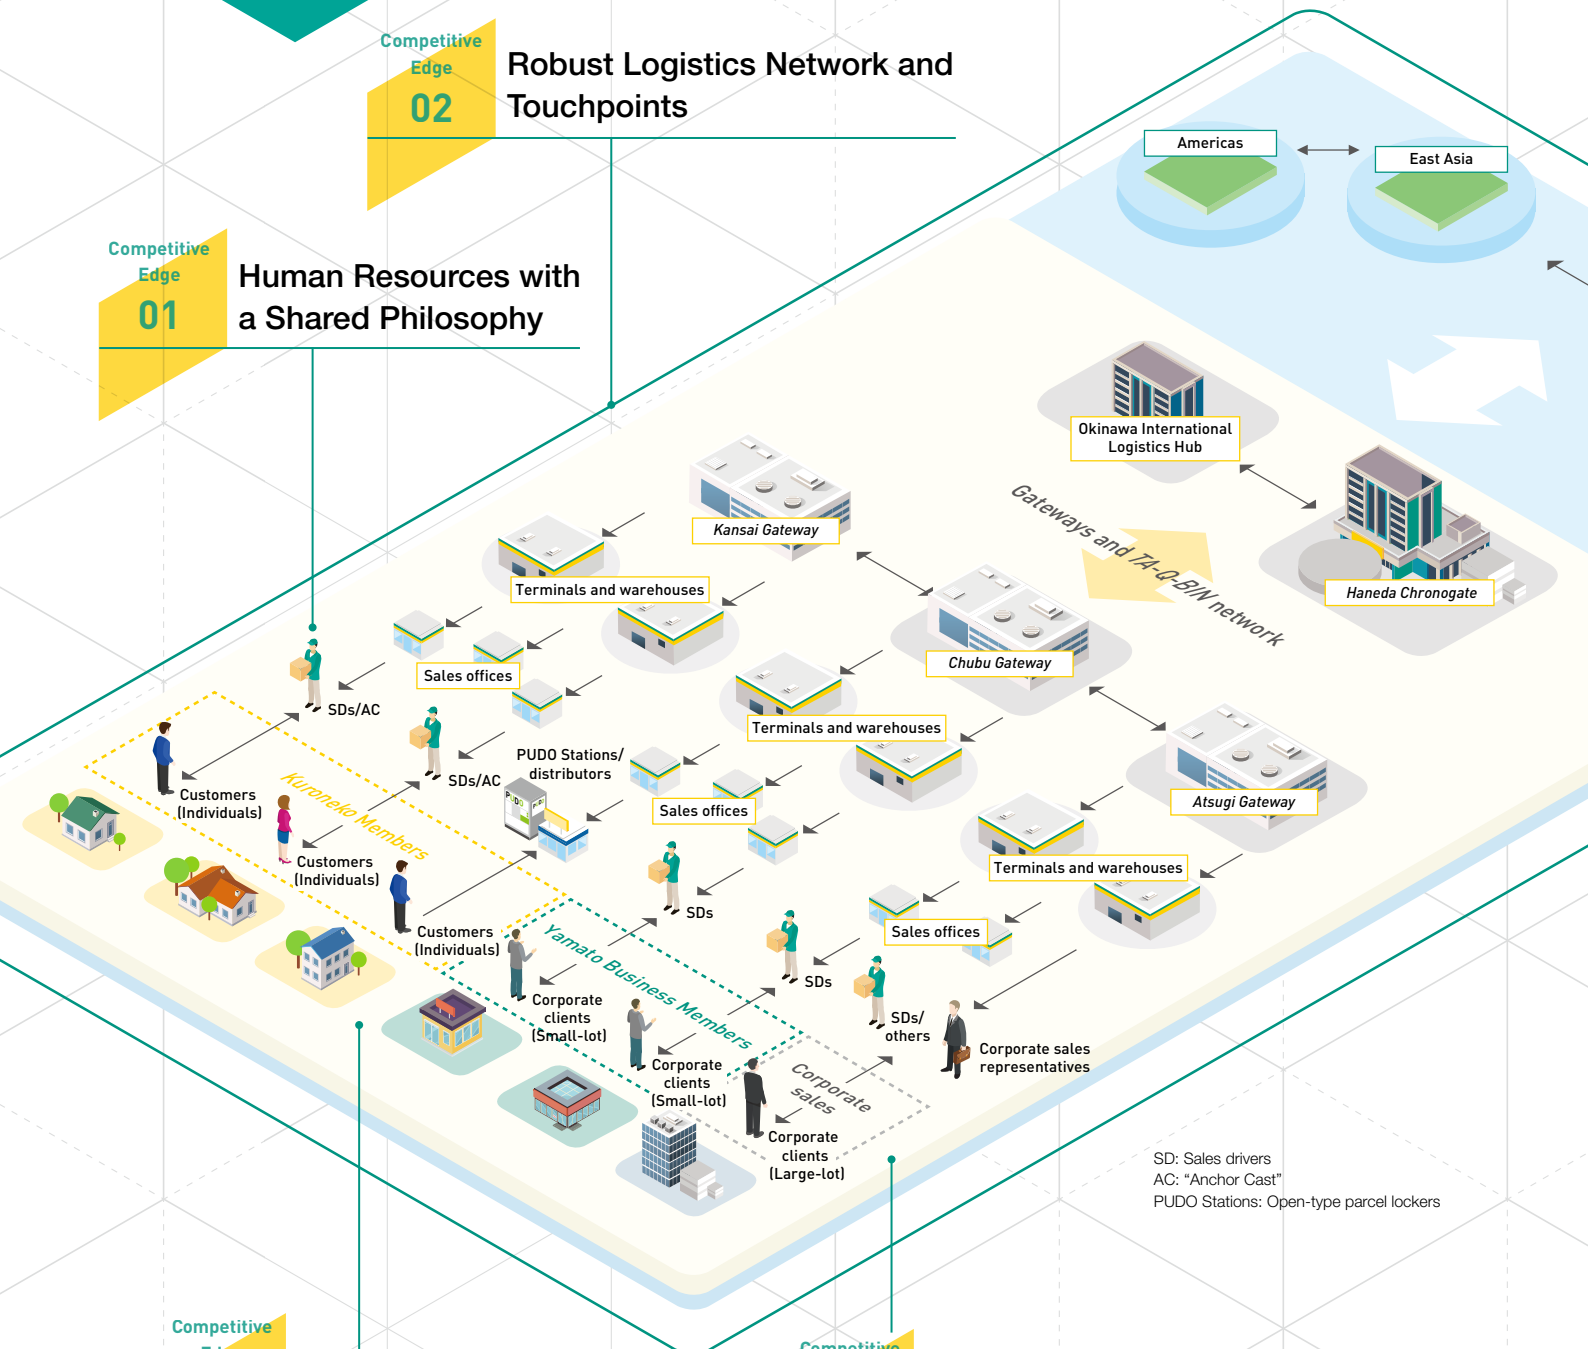 Competitive
Edge
02
Robust Logistics Network and
Touchpoints
Competitive
Edge
01
Human Resources with
a Shared Philosophy
Americas
East Asia
Okinawa International
Logistics Hub
Haneda Chronogate
Gateways and TA-Q-BIN network
Kansai Gateway
Terminals and warehouses
Sales offices
SDs/AC
Chubu Gateway
Terminals and warehouses
SDs/AC
PUDO Stations/
distributors
PUDO
Sales offices
Atsugi Gateway
Terminals and warehouses
Sales offices
Kuroneko Members
Customers
(Individuals)
Customers
(Individuals)
Customers
(Individuals)
SDs
SDs
SDs/
others
Corporate sales
representatives
Yamato Business Members
Corporate
clients
(Small-lot)
Corporate
clients
(Small-lot)
Corporate
sales
Corporate
clients
(Large-lot)
SD: Sales drivers
AC: “Anchor Cast”
PUDO Stations: Open-type parcel lockers
Competitive
Competitive